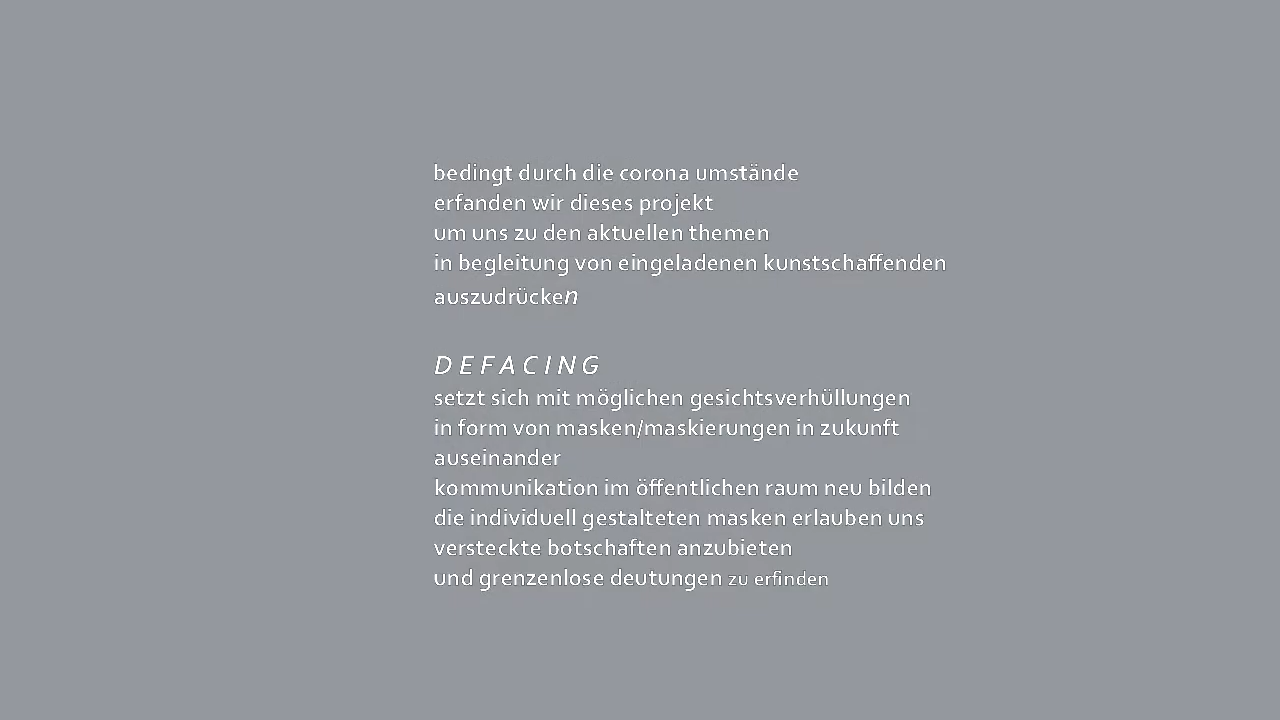 bedingt durch die corona umstände
erfanden wir dieses projekt
um uns zu den aktuellen themen
in begleitung von eingeladenen kunstschaffenden
auszudrücken
DEFACING
setzt sich mit möglichen gesichtsverhüllungen
in form von masken/maskierungen in zukunft
auseinander
kommunikation im öffentlichen raum neu bilden
die individuell gestalteten masken erlauben uns
versteckte botschaften anzubieten
und grenzenlose deutungen zu erfinden